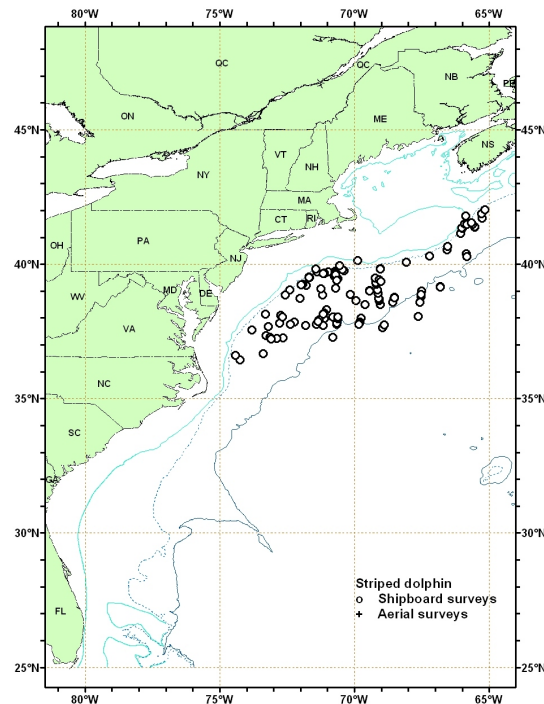 80°W 75°W 70°W 65°W
QC
QC
NB
ON
ME
45°N 45°N
NS
VT
NH
NY
MA
CT RI
PA
OH
40°N 40°N
NJ
MD
DE
WV
VA
NC
35°N 35°N
SC
GA
30°N 30°N
Striped dolphin
Shipboard surveys
FL
Aerial surveys
25°N 25°N
80°W 75°W 70°W 65°W